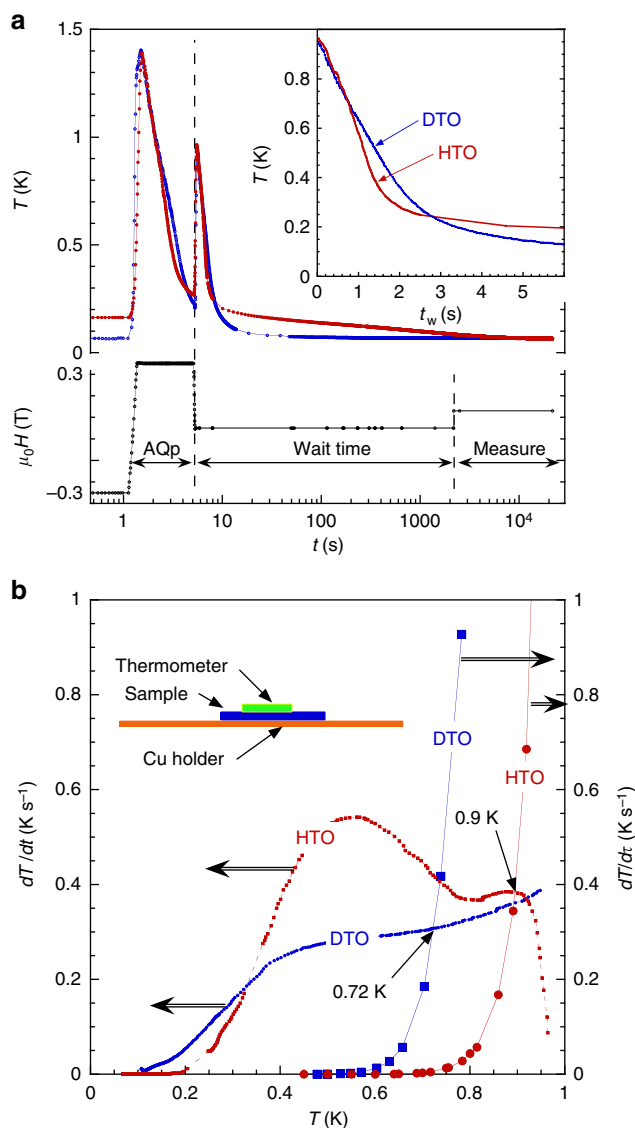 a
1.5
1
0.5
0
T (K)
0.8
0.6
0.4
0.2
0
T (K)
DTO
HTO
0 1 2 3 4 5
t_w (s)
0.3
−0.3
μ0H (T)
AQp Wait time Measure
1 10 100 1000 10^4
t (s)
b
1
0.8
0.6
0.4
0.2
0
dT/dt (K s−1)
Thermometer
Sample
Cu holder
HTO
DTO
DTO
HTO
0.9 K
0.72 K
1
0.8
0.6
0.4
0.2
0
dT/dτ (K s−1)
0 0.2 0.4 0.6 0.8 1
T (K)